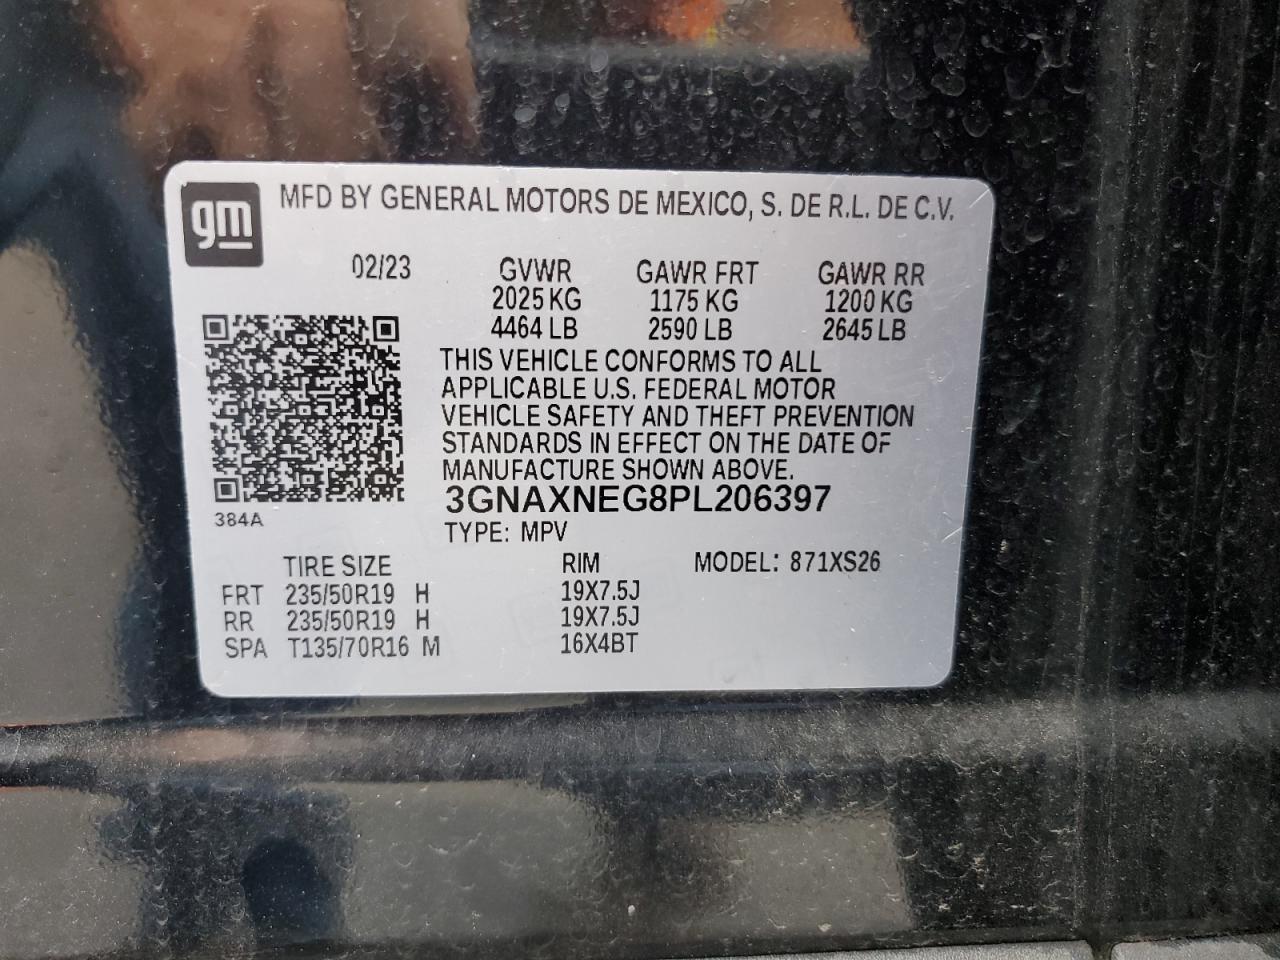 gm
MFD BY GENERAL MOTORS DE MEXICO, S. DE R.L. DE C.V.
02/23 GVWR GAWR FRT GAWR RR
2025 KG 1175 KG 1200 KG
4464 LB 2590 LB 2645 LB
THIS VEHICLE CONFORMS TO ALL
APPLICABLE U.S. FEDERAL MOTOR
VEHICLE SAFETY AND THEFT PREVENTION
STANDARDS IN EFFECT ON THE DATE OF
MANUFACTURE SHOWN ABOVE.
3GNAXNEG8PL206397
384A
TYPE: MPV
TIRE SIZE RIM MODEL: 871XS26
FRT 235/50R19 H 19X7.5J
RR 235/50R19 H 19X7.5J
SPA T135/70R16 M 16X4BT